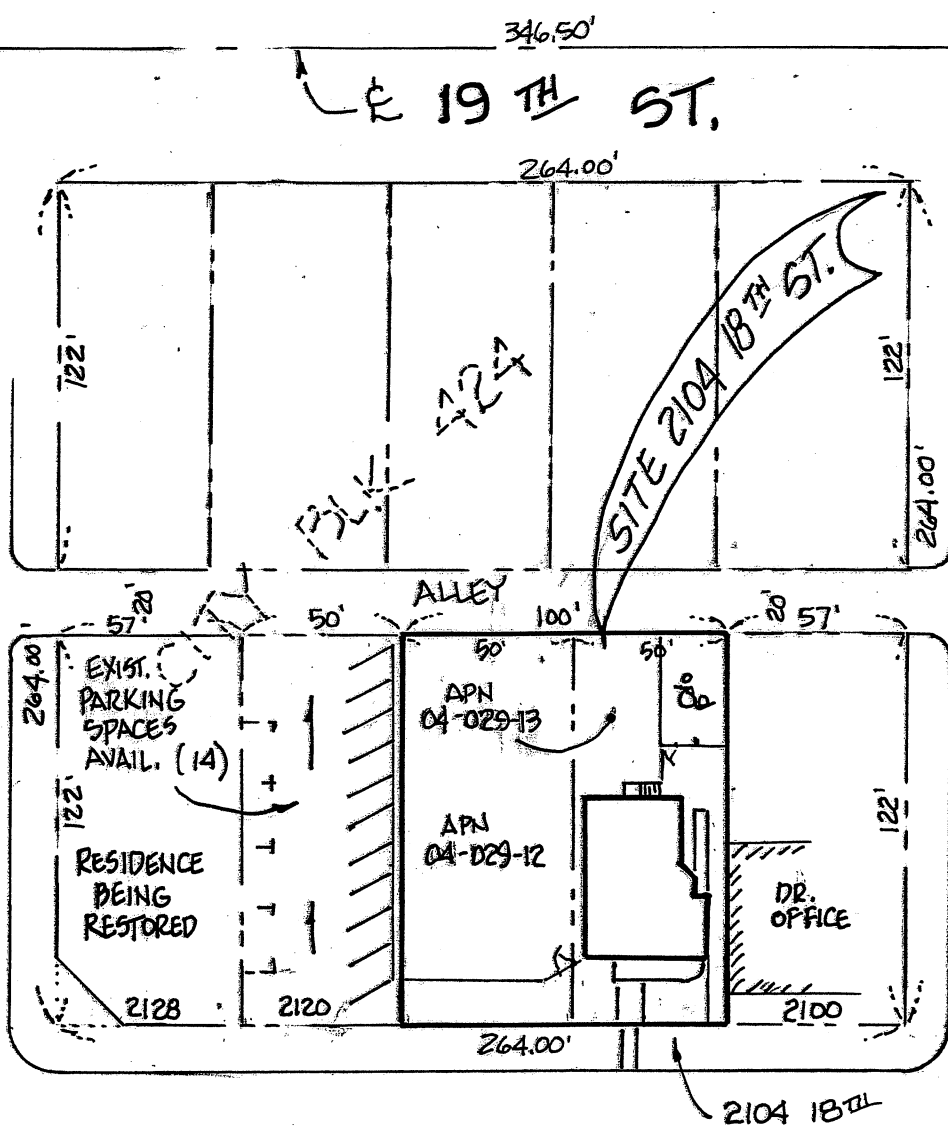 346.50'
℄ 19TH ST.
264.00'
122'
122'
264.00'
BLK 424
SITE 2104 18TH ST.
ALLEY
57'
20'
50'
100'
20'
57'
50'
50'
264.00
EXIST.
PARKING
SPACES
AVAIL. (14)
APN
04-029-13
122'
APN
04-029-12
122'
RESIDENCE
BEING
RESTORED
DR.
OFFICE
2128
2120
2100
264.00'
2104 18TH